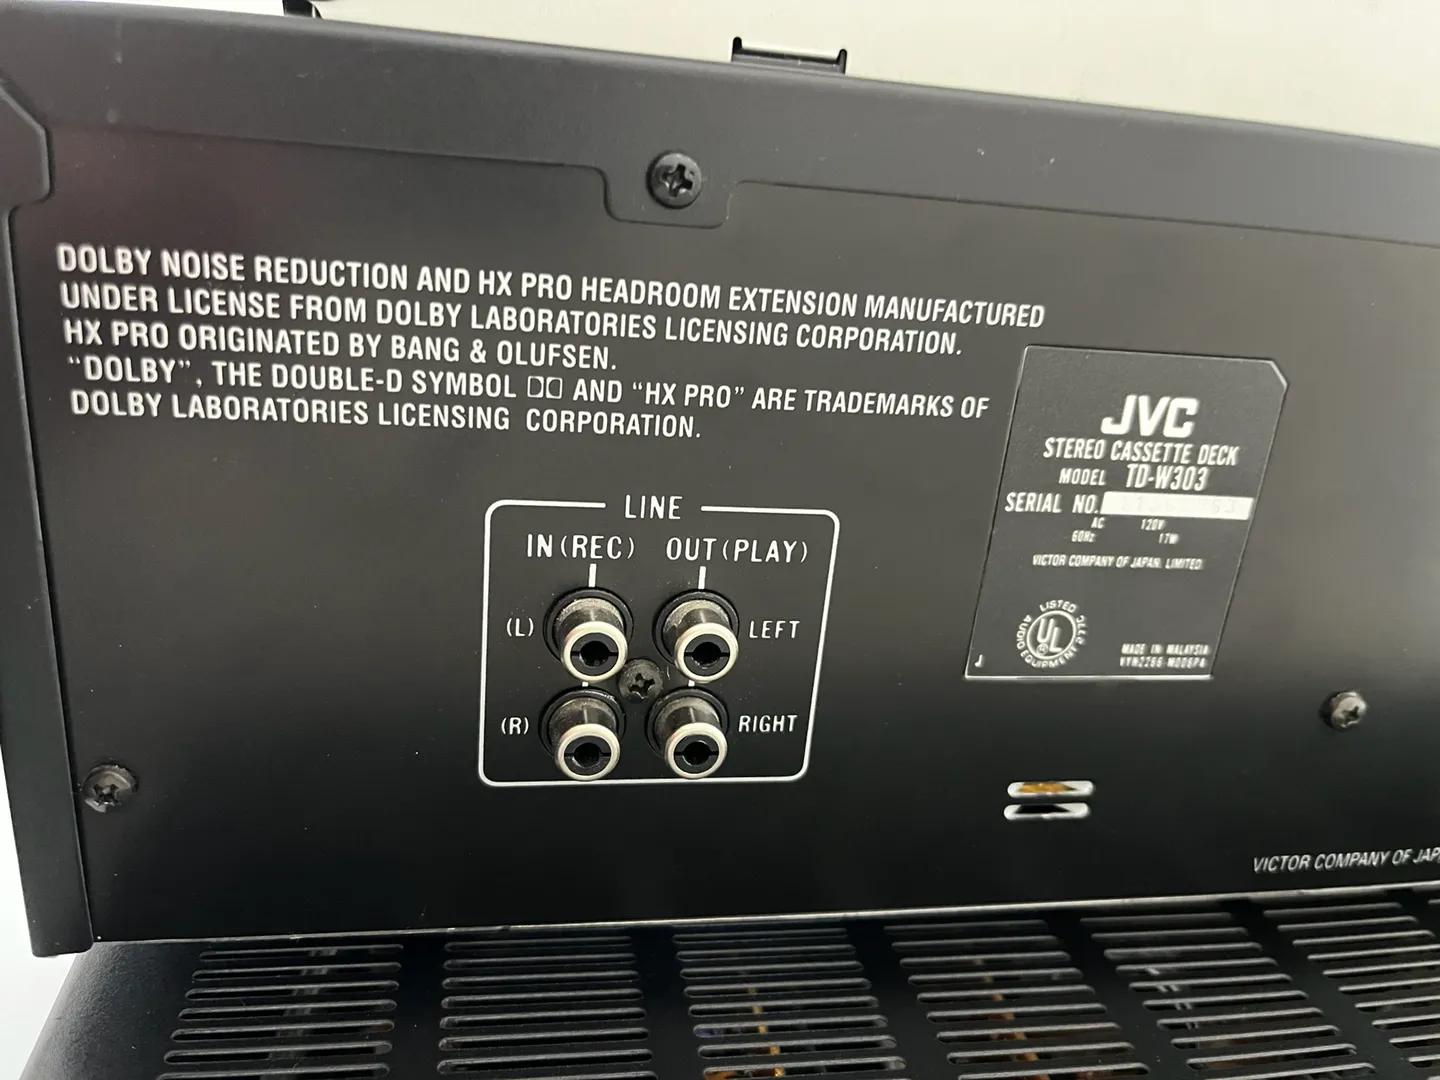 DOLBY NOISE REDUCTION AND HX PRO HEADROOM EXTENSION MANUFACTURED
UNDER LICENSE FROM DOLBY LABORATORIES LICENSING CORPORATION.
HX PRO ORIGINATED BY BANG & OLUFSEN.
“DOLBY”, THE DOUBLE-D SYMBOL AND “HX PRO” ARE TRADEMARKS OF
DOLBY LABORATORIES LICENSING CORPORATION.
LINE
IN (REC) OUT (PLAY)
(L) LEFT
(R) RIGHT
JVC
STEREO CASSETTE DECK
MODEL TD-W303
SERIAL NO.
AC 120V
60Hz 17W
VICTOR COMPANY OF JAPAN, LIMITED
LISTED
UL
AUDIO EQUIPMENT
MADE IN MALAYSIA
J
VICTOR COMPANY OF JAP